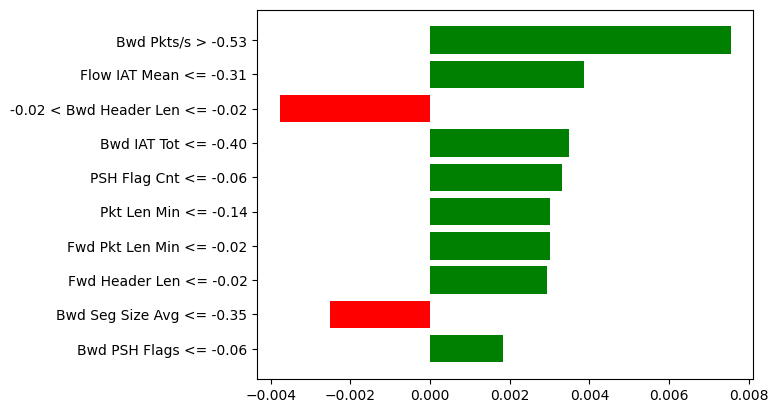 Bwd Pkts/s > -0.53
Flow IAT Mean <= -0.31
-0.02 < Bwd Header Len <= -0.02
Bwd IAT Tot <= -0.40
PSH Flag Cnt <= -0.06
Pkt Len Min <= -0.14
Fwd Pkt Len Min <= -0.02
Fwd Header Len <= -0.02
Bwd Seg Size Avg <= -0.35
Bwd PSH Flags <= -0.06
−0.004 −0.002 0.000 0.002 0.004 0.006 0.008